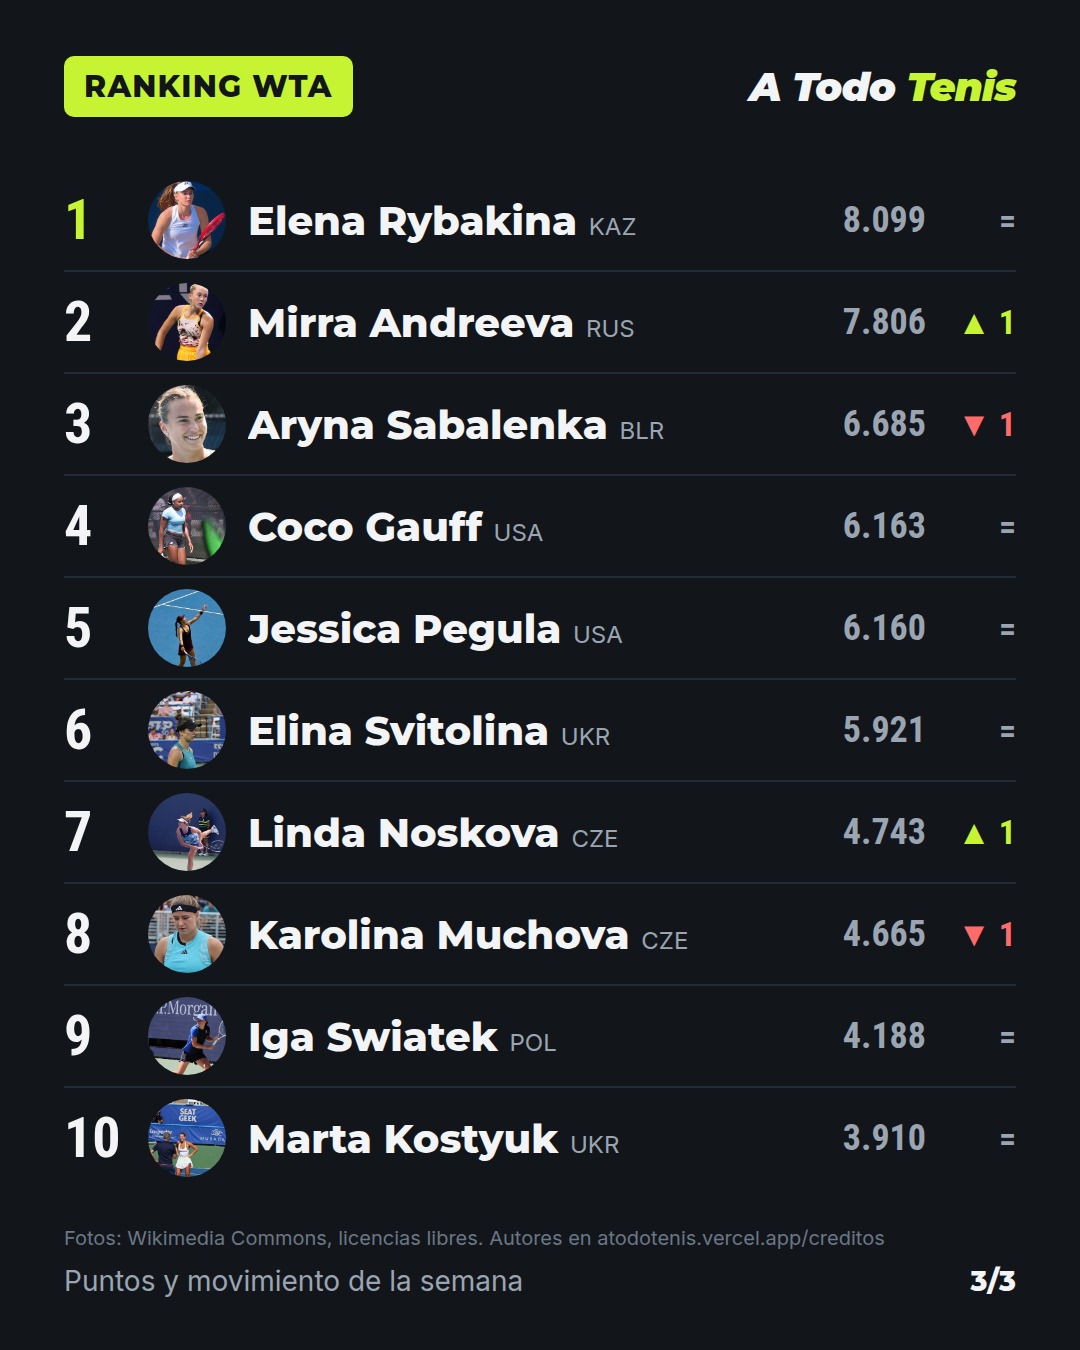 RANKING WTA
A Todo Tenis
1 Elena Rybakina KAZ 8.099 =
2 Mirra Andreeva RUS 7.806 ▲ 1
3 Aryna Sabalenka BLR 6.685 ▼ 1
4 Coco Gauff USA 6.163 =
5 Jessica Pegula USA 6.160 =
6 Elina Svitolina UKR 5.921 =
7 Linda Noskova CZE 4.743 ▲ 1
8 Karolina Muchova CZE 4.665 ▼ 1
9 Iga Swiatek POL 4.188 =
10 Marta Kostyuk UKR 3.910 =
Fotos: Wikimedia Commons, licencias libres. Autores en atodotenis.vercel.app/creditos
Puntos y movimiento de la semana
3/3